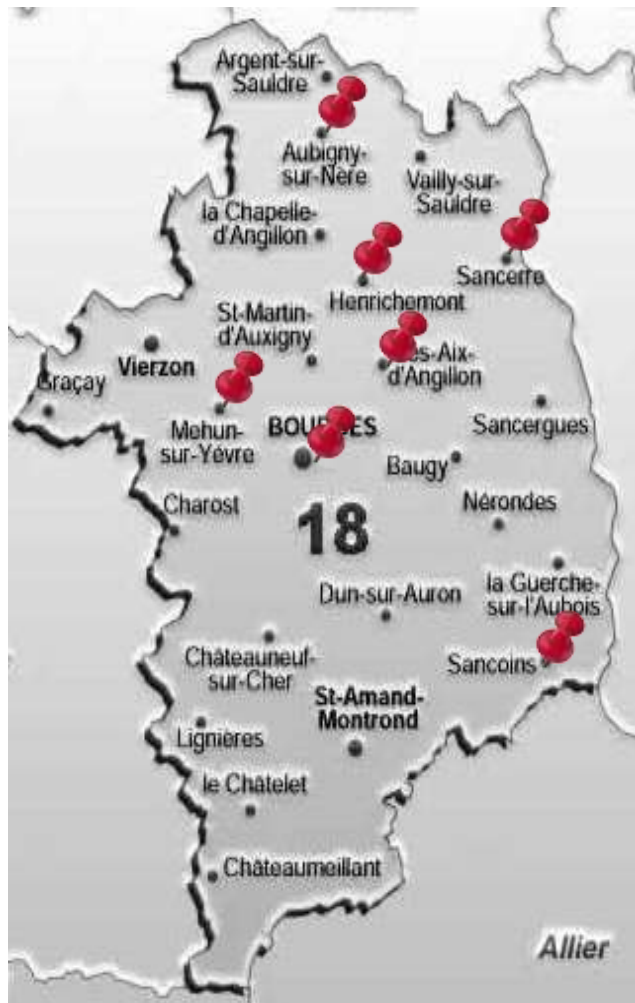 Argent-sur-
Sauldre
Aubigny-
sur-Nère
Vailly-sur-
Sauldre
la Chapelle-
d'Angillon
Sancerre
Henrichemont
St-Martin-
d'Auxigny
Vierzon
d'Angillon
Graçay
Mehun-
sur-Yévre
Sancergues
Baugy
Charost
18
Nérondes
la Guerche-
sur-l'Aubois
Dun-sur-Auron
Châteauneuf-
sur-Cher
Sancoins
St-Amand-
Montrond
Lignières
le Châtelet
Châteaumeillant
Allier